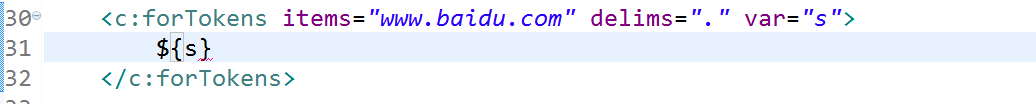 30 <c:forTokens items="www.baidu.com" delims="." var="s">
31 ${s}
32 </c:forTokens>